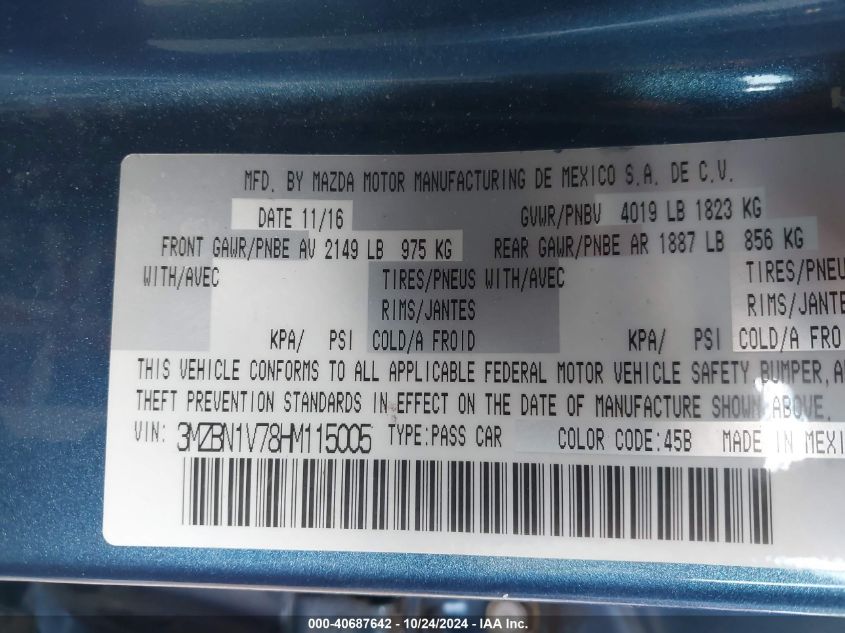 MFD. BY MAZDA MOTOR MANUFACTURING DE MEXICO S.A. DE C.V.
DATE 11/16 GVWR/PNBV 4019 LB 1823 KG
FRONT GAWR/PNBE AV 2149 LB 975 KG REAR GAWR/PNBE AR 1887 LB 856 KG
WITH/AVEC TIRES/PNEUS WITH/AVEC TIRES/PNEU
RIMS/JANTES RIMS/JANTES
KPA/ PSI COLD/A FROID KPA/ PSI COLD/A FRO
THIS VEHICLE CONFORMS TO ALL APPLICABLE FEDERAL MOTOR VEHICLE SAFETY, BUMPER, A
THEFT PREVENTION STANDARDS IN EFFECT ON THE DATE OF MANUFACTURE SHOWN ABOVE.
VIN: 3MZBN1V78HM115005 TYPE:PASS CAR COLOR CODE:45B MADE IN MEXI
000-40687642 - 10/24/2024 - IAA Inc.